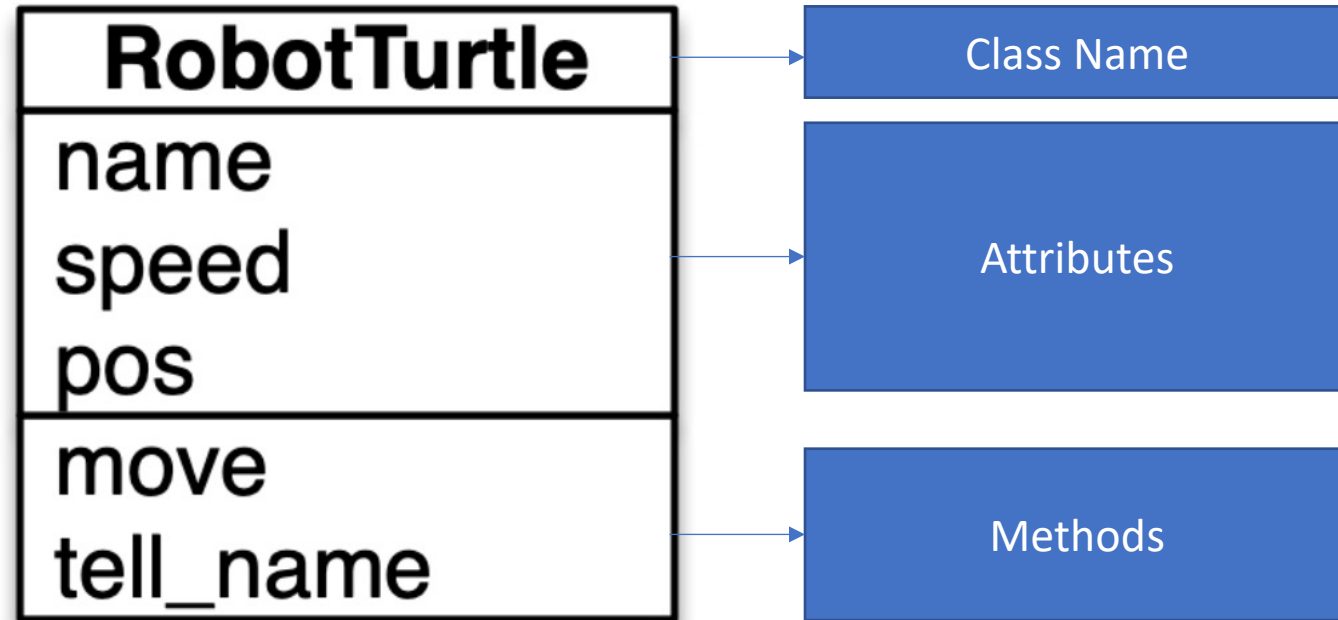 RobotTurtle
Class Name
name
speed
pos
Attributes
move
tell_name
Methods